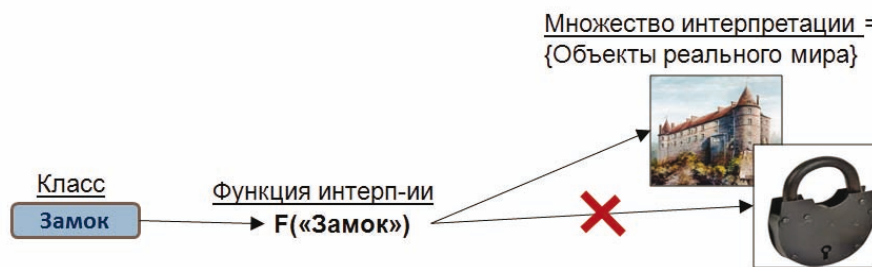 Множество интерпретации =
{Объекты реального мира}
Класс
Замок
Функция интерп-ии
F(«Замок»)